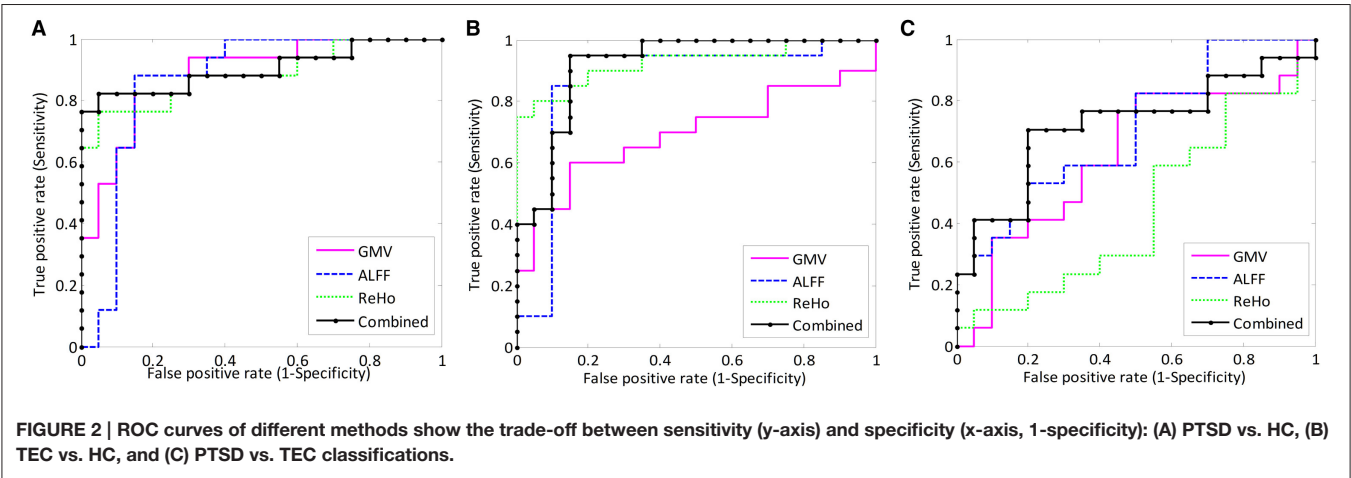 A
True positive rate (Sensitivity)
1
0.8
0.6
0.4
0.2
0
0
0.2
0.4
0.6
0.8
1
False positive rate (1-Specificity)
GMV
ALFF
ReHo
Combined
B
True positive rate (Sensitivity)
1
0.8
0.6
0.4
0.2
0
0
0.2
0.4
0.6
0.8
1
False positive rate (1-Specificity)
GMV
ALFF
ReHo
Combined
C
True positive rate (Sensitivity)
1
0.8
0.6
0.4
0.2
0
0
0.2
0.4
0.6
0.8
1
False positive rate (1-Specificity)
GMV
ALFF
ReHo
Combined
FIGURE 2 | ROC curves of different methods show the trade-off between sensitivity (y-axis) and specificity (x-axis, 1-specificity): (A) PTSD vs. HC, (B)
TEC vs. HC, and (C) PTSD vs. TEC classifications.